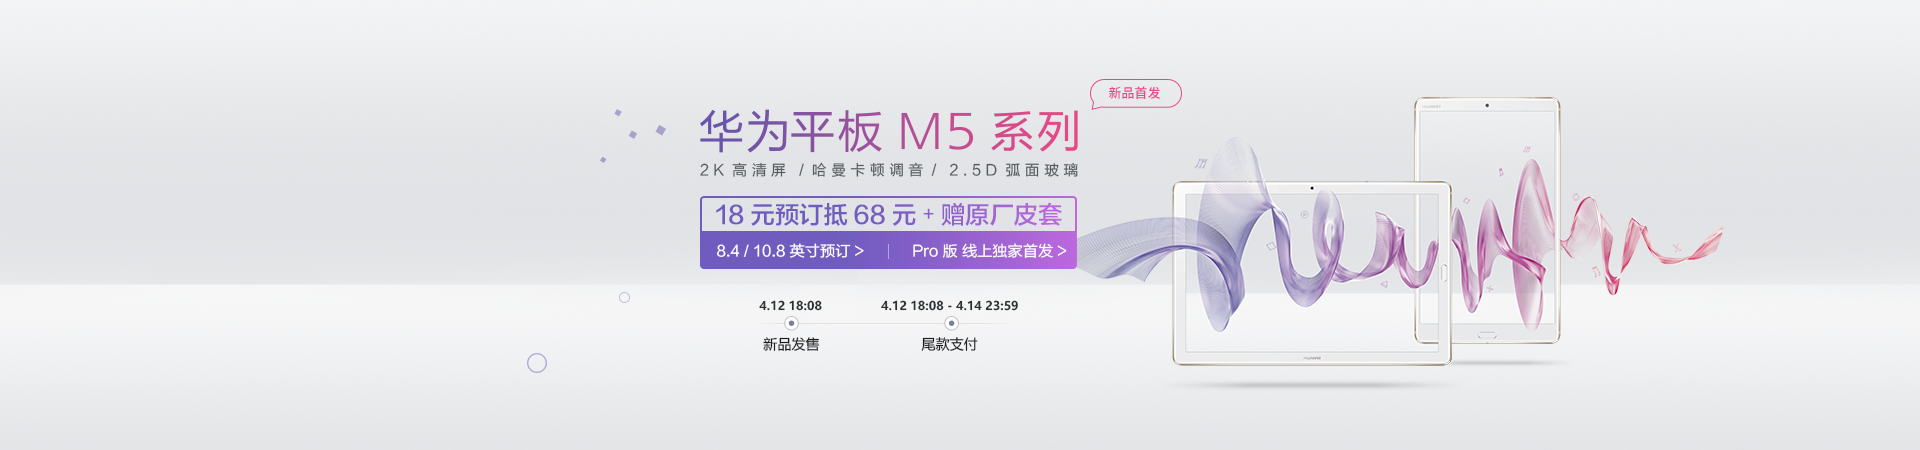 新品首发
华为平板 M5 系列
2K 高清屏 / 哈曼卡顿调音 / 2.5D 弧面玻璃
18 元预订抵 68 元 + 赠原厂皮套
8.4 / 10.8 英寸预订 > | Pro 版 线上独家首发 >
4.12 18:08 4.12 18:08 - 4.14 23:59
新品发售 尾款支付
HUAWEI
HUAWEI